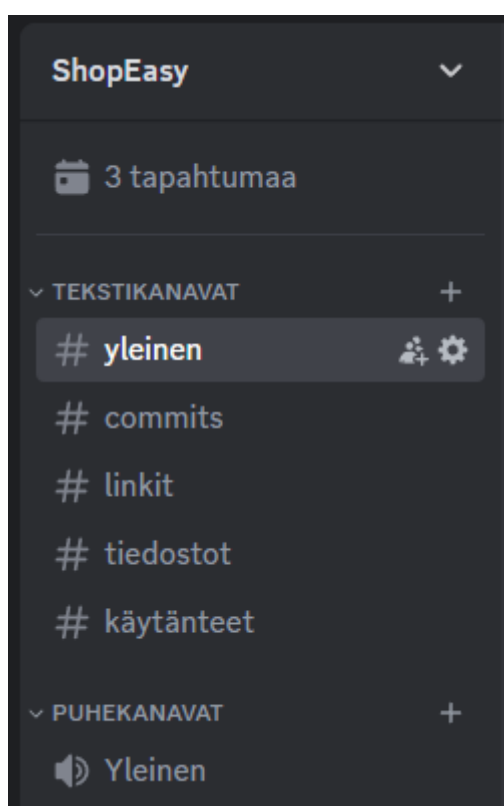 ShopEasy
3 tapahtumaa
TEKSTIKANAVAT
# yleinen
# commits
# linkit
# tiedostot
# käytänteet
PUHEKANAVAT
Yleinen